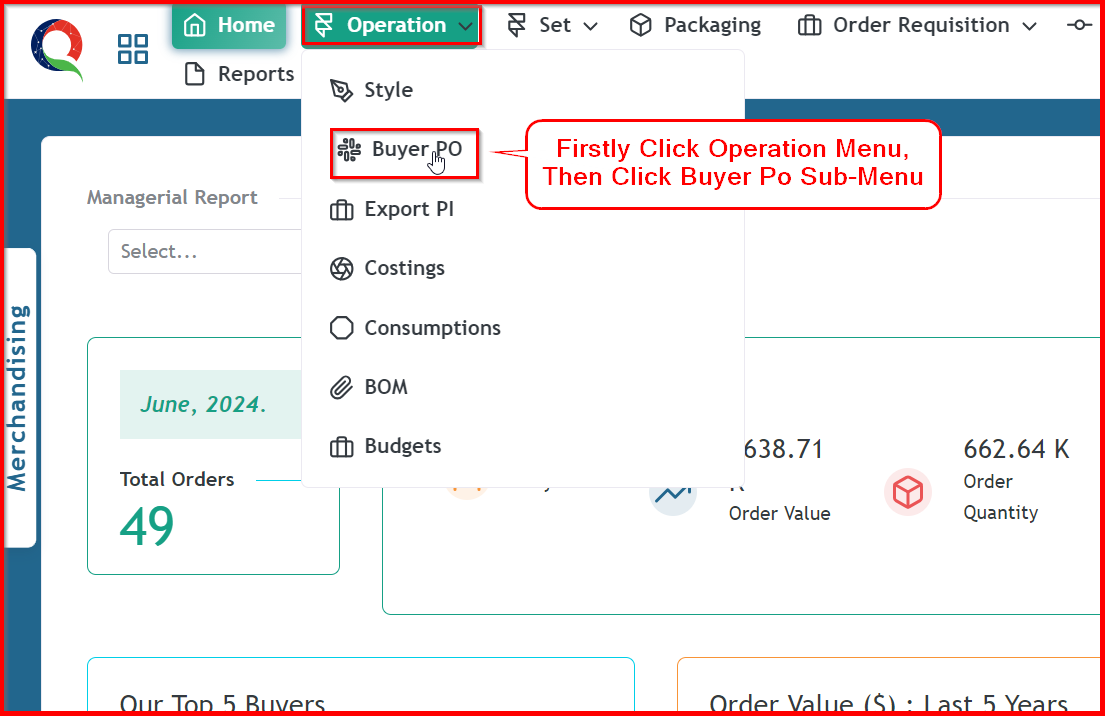 Home
Operation
Set
Packaging
Order Requisition
Reports
Style
Buyer PO
Firstly Click Operation Menu,
Then Click Buyer Po Sub-Menu
Managerial Report
Export PI
Select...
Costings
Merchandising
Consumptions
BOM
June, 2024.
Budgets
638.71
662.64 K
Total Orders
Order
Quantity
49
Order Value
Our Top 5 Buyers
Order Value ($) : Last 5 Years